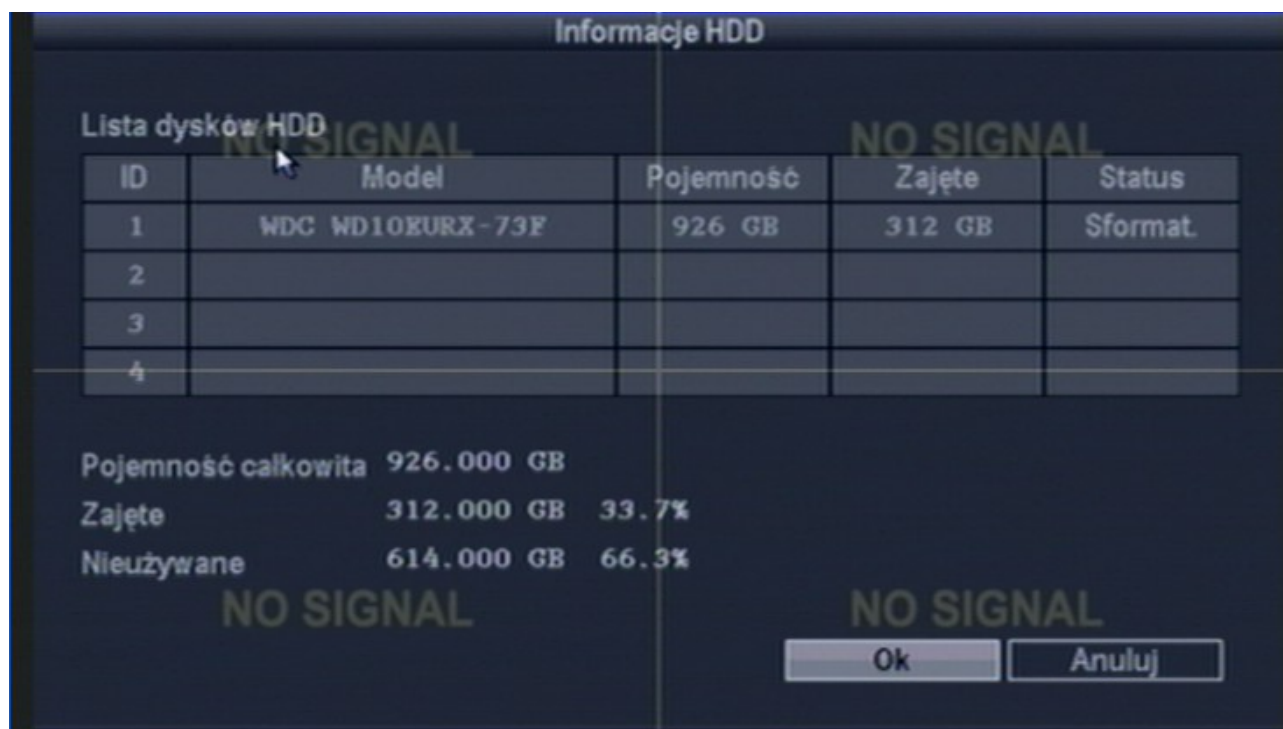 Informacje HDD
Lista dysków HDD
NO SIGNAL NO SIGNAL
ID Model Pojemność Zajęte Status
1 WDC WD10EURX-73F 926 GB 312 GB Sformat.
2
3
4
Pojemność całkowita 926.000 GB
Zajęte 312.000 GB 33.7%
Nieużywane 614.000 GB 66.3%
NO SIGNAL NO SIGNAL
Ok Anuluj